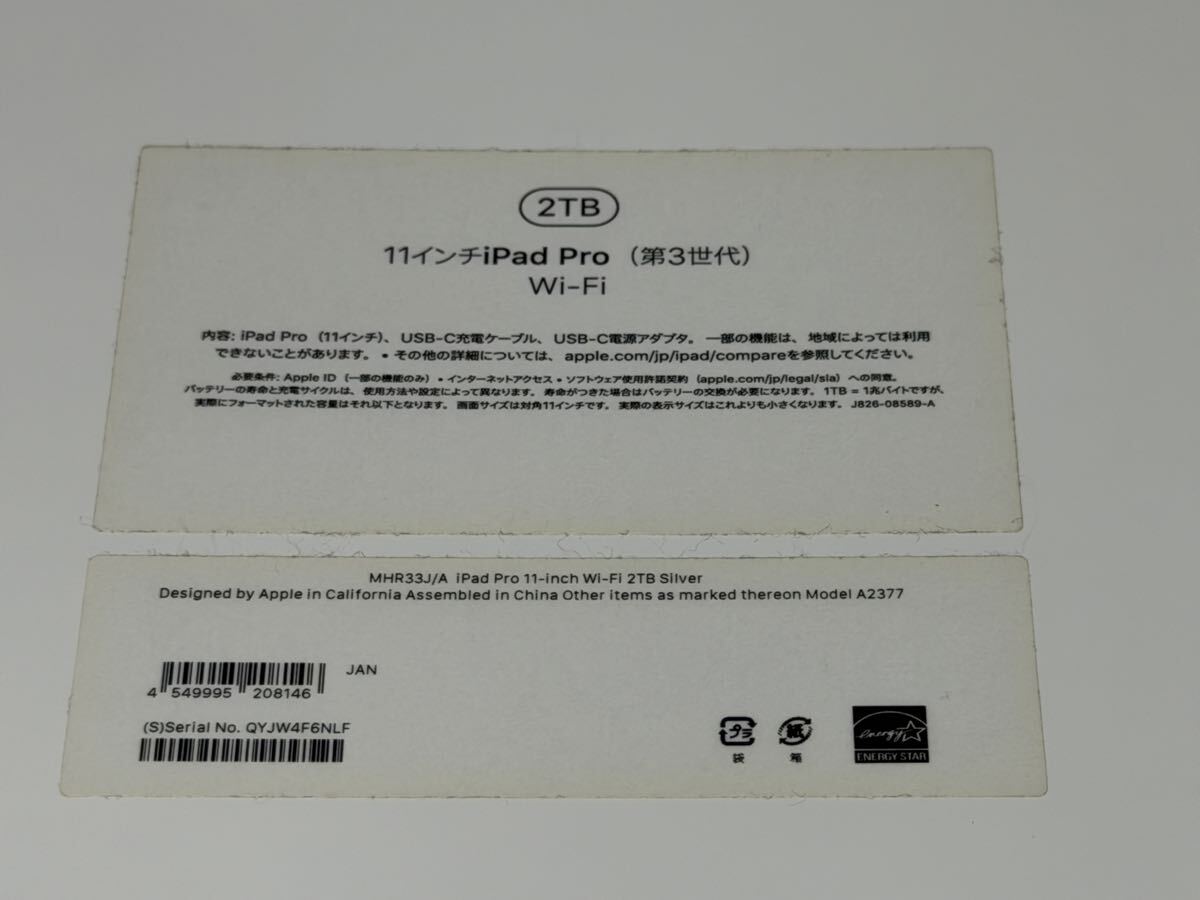 2TB
11インチiPad Pro（第3世代）
Wi-Fi
内容: iPad Pro（11インチ）、USB-C充電ケーブル、USB-C電源アダプタ。一部の機能は、地域によっては利用
できないことがあります。• その他の詳細については、apple.com/jp/ipad/compareを参照してください。
必要条件: Apple ID（一部の機能のみ）• インターネットアクセス • ソフトウェア使用許諾契約（apple.com/jp/legal/sla）への同意。
バッテリーの寿命と充電サイクルは、使用方法や設定によって異なります。寿命がつきた場合はバッテリーの交換が必要になります。1TB = 1兆バイトですが、
実際にフォーマットされた容量はそれ以下となります。画面サイズは対角11インチです。実際の表示サイズはこれよりも小さくなります。J826-08589-A
MHR33J/A iPad Pro 11-inch Wi-Fi 2TB Silver
Designed by Apple in California Assembled in China Other items as marked thereon Model A2377
JAN
4 549995 208146
(S)Serial No. QYJW4F6NLF
プラ
袋
紙
箱
energy
ENERGY STAR